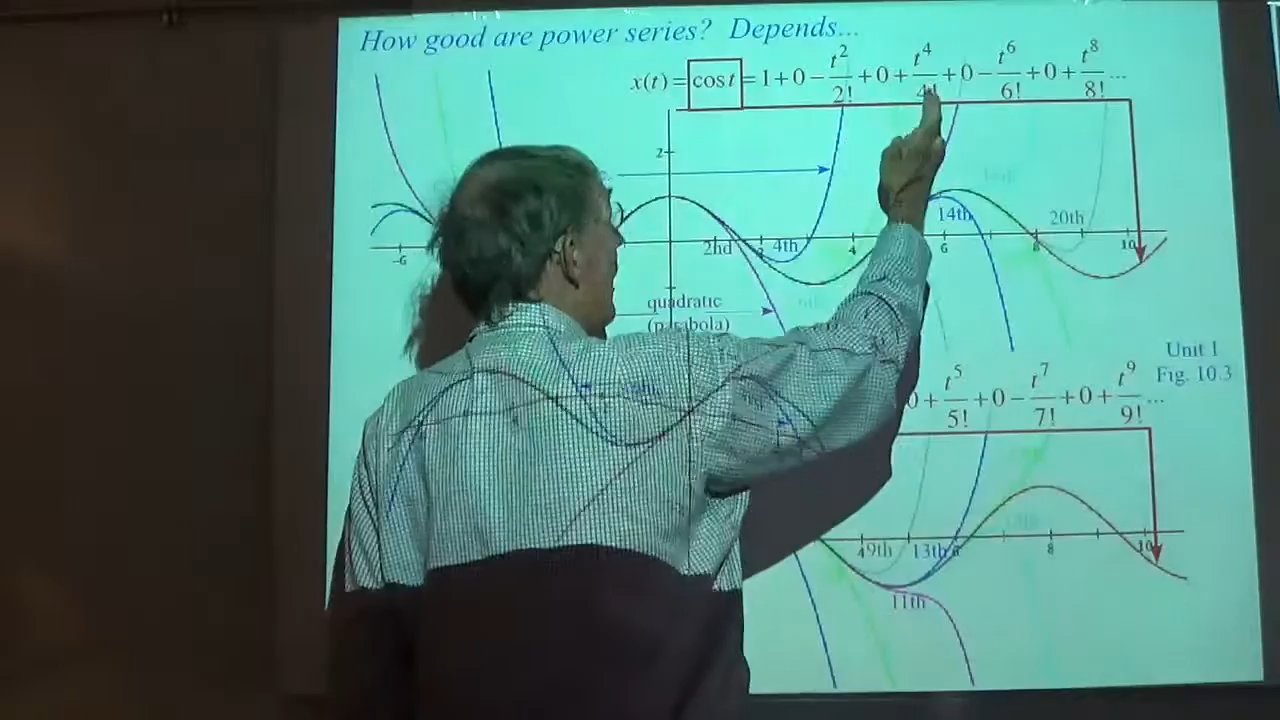 How good are power series? Depends...
x(t) = cos t = 1 + 0 - t²/2! + 0 + t⁴/4! + 0 - t⁶/6! + 0 + t⁸/8! ...
2
14th
20th
2nd
4th
-6
4
6
8
10
quadratic
(parabola)
Unit 1
Fig. 10.3
0 + t⁵/5! + 0 - t⁷/7! + 0 + t⁹/9! ...
49th 13th 6 8 10
11th